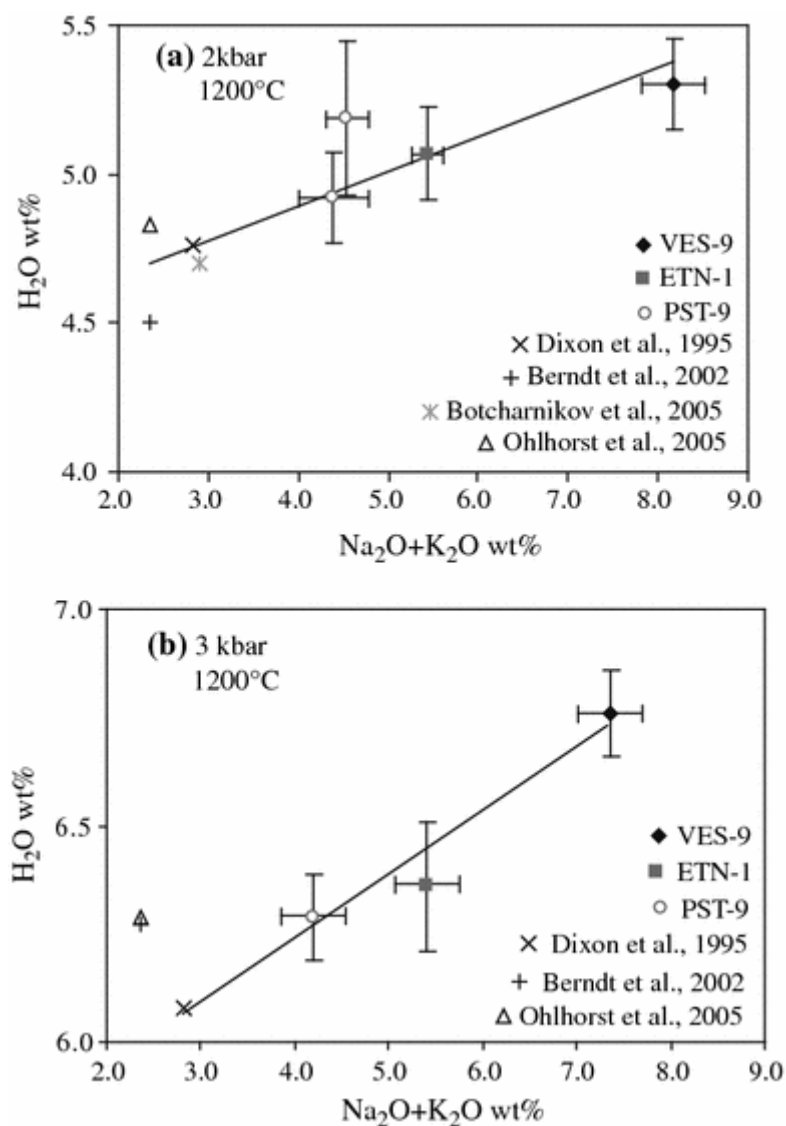 5.5
(a) 2kbar
1200°C
5.0
H₂O wt%
4.5
4.0
VES-9
ETN-1
PST-9
Dixon et al., 1995
Berndt et al., 2002
Botcharnikov et al., 2005
Ohlhorst et al., 2005
2.0 3.0 4.0 5.0 6.0 7.0 8.0 9.0
Na₂O+K₂O wt%
7.0
(b) 3 kbar
1200°C
6.5
H₂O wt%
6.0
VES-9
ETN-1
PST-9
Dixon et al., 1995
Berndt et al., 2002
Ohlhorst et al., 2005
2.0 3.0 4.0 5.0 6.0 7.0 8.0 9.0
Na₂O+K₂O wt%